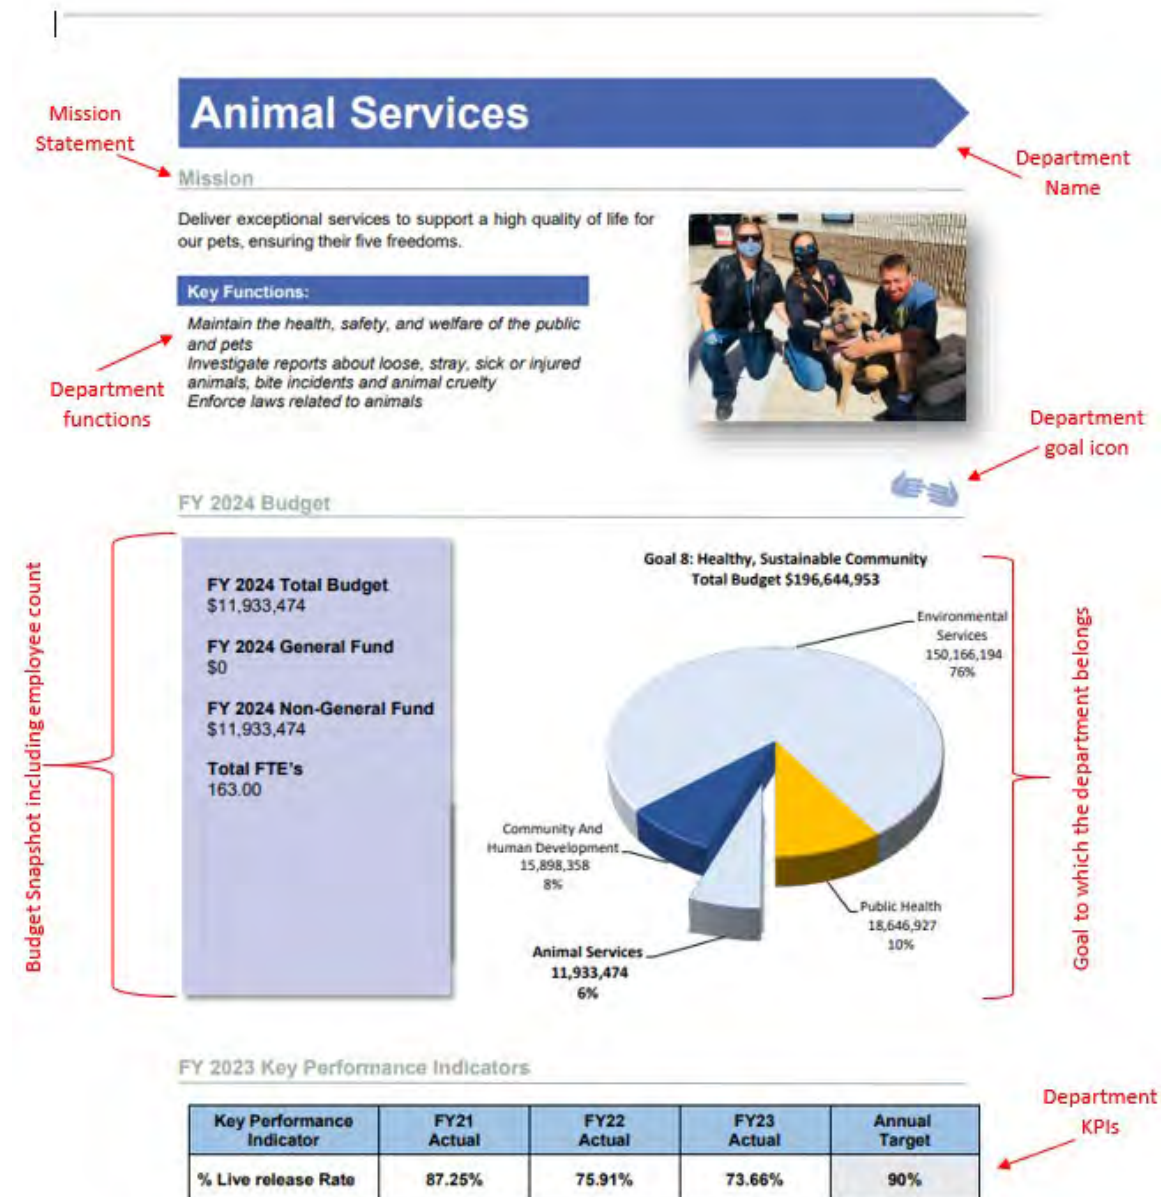 Animal Services
Mission
Statement
Department
Name
Mission
Deliver exceptional services to support a high quality of life for
our pets, ensuring their five freedoms.
Key Functions:
Maintain the health, safety, and welfare of the public
and pets
Investigate reports about loose, stray, sick or injured
animals, bite incidents and animal cruelty
Enforce laws related to animals
Department
functions
Department
goal icon
FY 2024 Budget
Budget Snapshot including employee count
FY 2024 Total Budget
$11,933,474
FY 2024 General Fund
$0
FY 2024 Non-General Fund
$11,933,474
Total FTE's
163.00
Goal 8: Healthy, Sustainable Community
Total Budget $196,644,953
Environmental
Services
150,166,194
76%
Community And
Human Development
15,898,358
8%
Public Health
18,646,927
10%
Animal Services
11,933,474
6%
Goal to which the department belongs
FY 2023 Key Performance Indicators
Department
KPIs
Key Performance Indicator FY21 Actual FY22 Actual FY23 Actual Annual Target
% Live release Rate 87.25% 75.91% 73.66% 90%